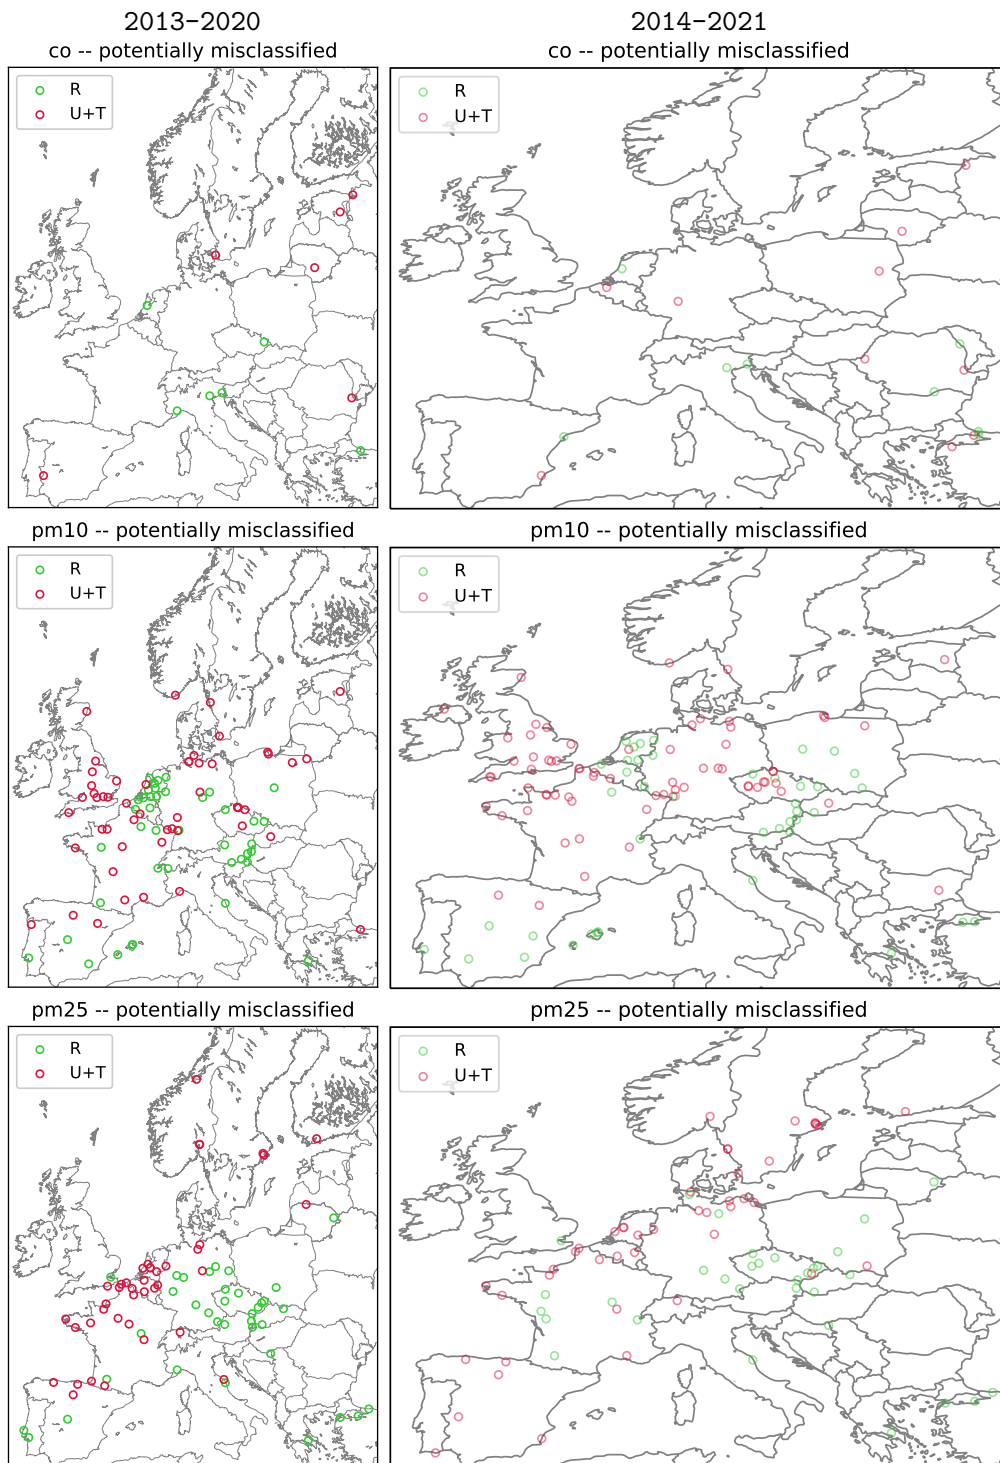 2013−2020
2014−2021
co -- potentially misclassified
co -- potentially misclassified
R
U+T
R
U+T
pm10 -- potentially misclassified
pm10 -- potentially misclassified
R
U+T
R
U+T
pm25 -- potentially misclassified
pm25 -- potentially misclassified
R
U+T
R
U+T